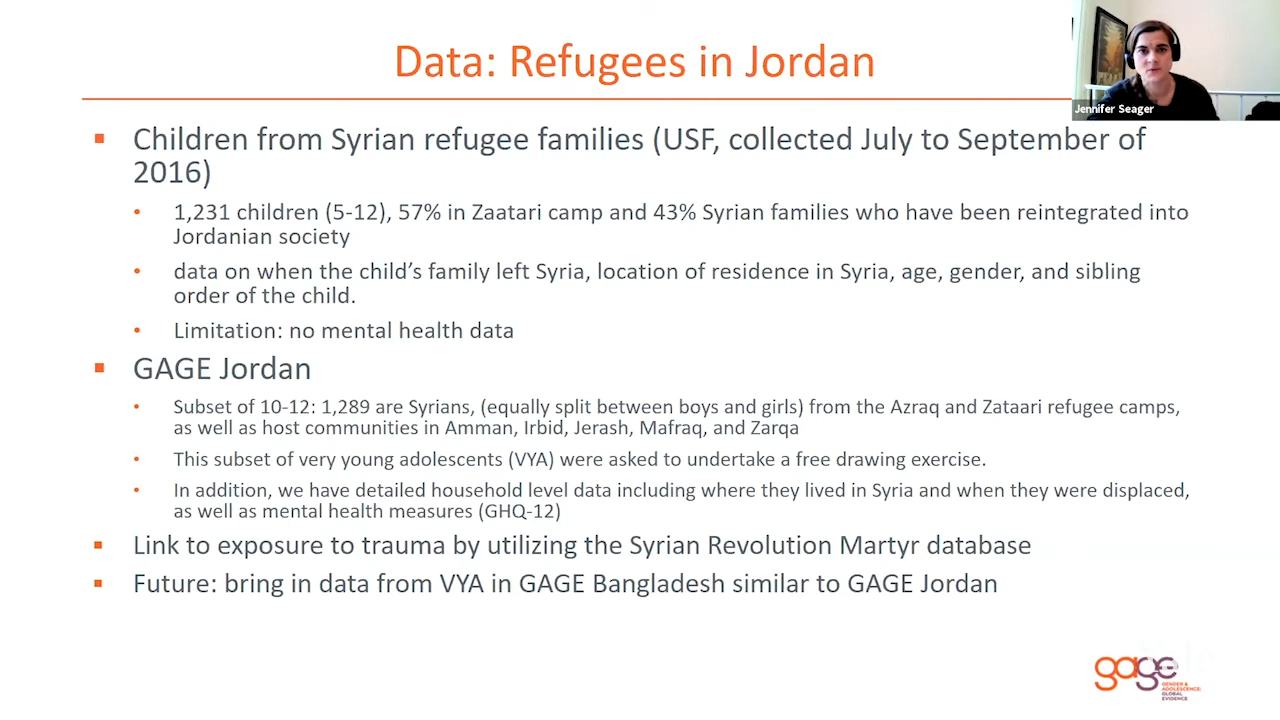 Data: Refugees in Jordan
Jennifer Seager
▪ Children from Syrian refugee families (USF, collected July to September of
2016)
• 1,231 children (5-12), 57% in Zaatari camp and 43% Syrian families who have been reintegrated into
Jordanian society
• data on when the child’s family left Syria, location of residence in Syria, age, gender, and sibling
order of the child.
• Limitation: no mental health data
▪ GAGE Jordan
• Subset of 10-12: 1,289 are Syrians, (equally split between boys and girls) from the Azraq and Zataari refugee camps,
as well as host communities in Amman, Irbid, Jerash, Mafraq, and Zarqa
• This subset of very young adolescents (VYA) were asked to undertake a free drawing exercise.
• In addition, we have detailed household level data including where they lived in Syria and when they were displaced,
as well as mental health measures (GHQ-12)
▪ Link to exposure to trauma by utilizing the Syrian Revolution Martyr database
▪ Future: bring in data from VYA in GAGE Bangladesh similar to GAGE Jordan
gage
GENDER &
ADOLESCENCE:
GLOBAL
EVIDENCE